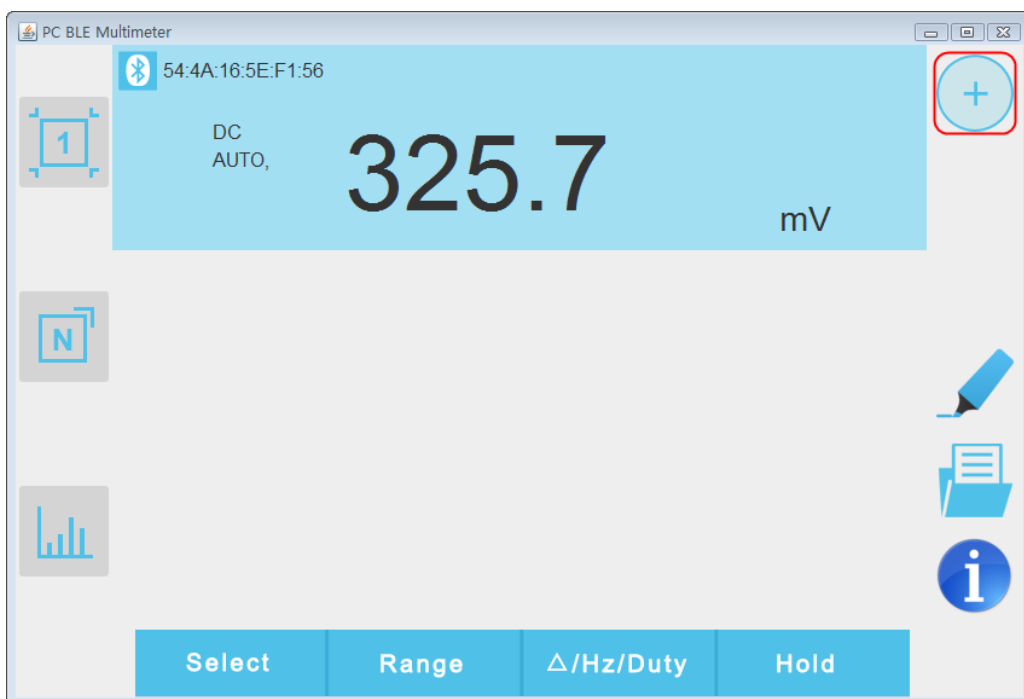 PC BLE Multimeter
54:4A:16:5E:F1:56
DC
AUTO,
325.7
mV
1
N
i
Select
Range
△/Hz/Duty
Hold